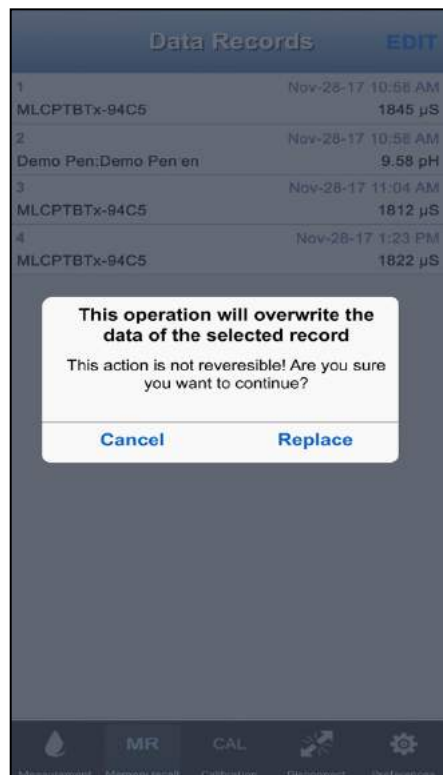 Data Records EDIT
1 Nov-28-17 10:58 AM
MLCPTBTx-94C5 1845 µS
2 Nov-28-17 10:58 AM
Demo Pen:Demo Pen en 9.58 pH
3 Nov-28-17 11:04 AM
MLCPTBTx-94C5 1812 µS
4 Nov-28-17 1:23 PM
MLCPTBTx-94C5 1822 µS
This operation will overwrite the
data of the selected record
This action is not reveresible! Are you sure
you want to continue?
Cancel Replace
MR CAL